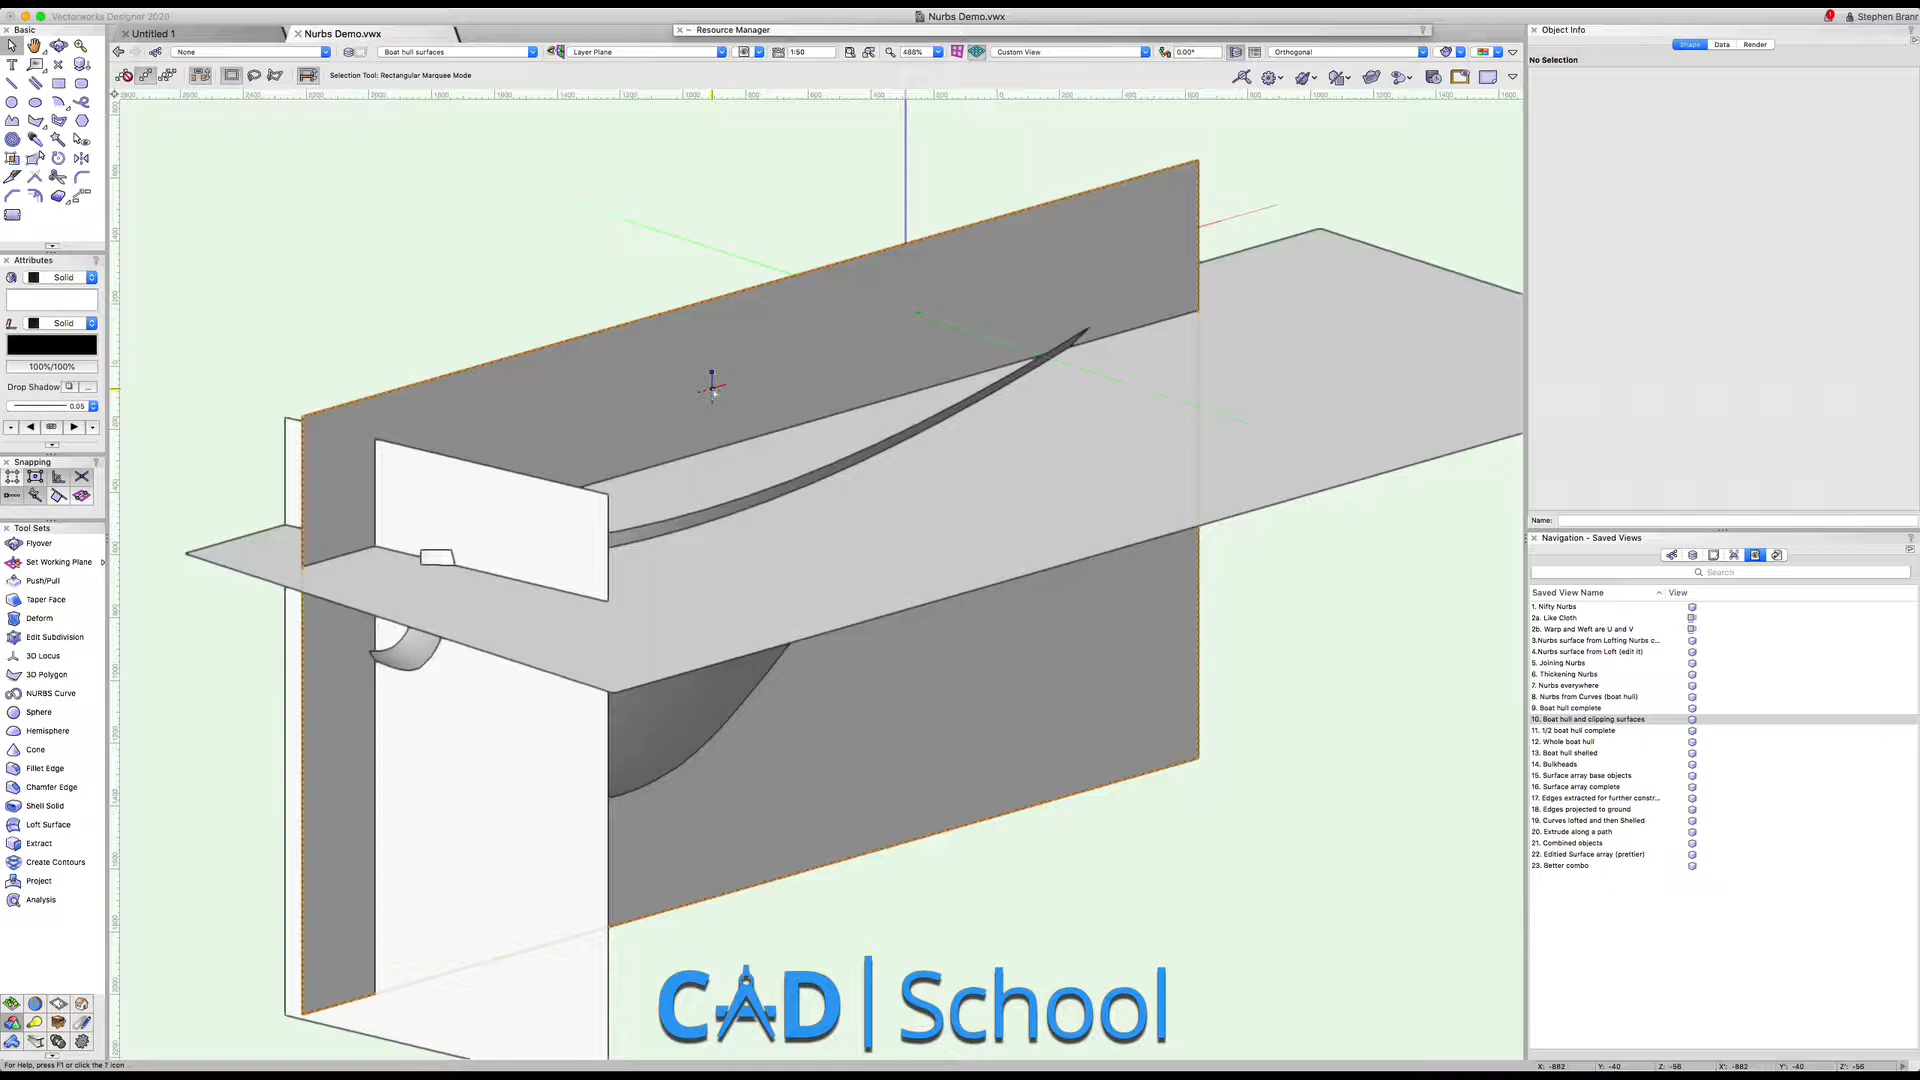 Vectorworks Designer 2020
Nurbs Demo.vwx
Stephen Branr
Basic
Untitled 1
Nurbs Demo.vwx
Resource Manager
Object Info
None
Boat hull surfaces
Layer Plane
1:50
488%
Custom View
0.00°
Orthogonal
Shape
Data
Render
Selection Tool: Rectangular Marquee Mode
No Selection
Attributes
Solid
Solid
100%/100%
Drop Shadow
0.05
Snapping
Tool Sets
Flyover
Set Working Plane
Push/Pull
Taper Face
Deform
Edit Subdivision
3D Locus
3D Polygon
NURBS Curve
Sphere
Hemisphere
Cone
Fillet Edge
Chamfer Edge
Shell Solid
Loft Surface
Extract
Create Contours
Project
Analysis
Name:
Navigation - Saved Views
Search
Saved View Name
View
1. Nifty Nurbs
2a. Like Cloth
2b. Warp and Weft are U and V
3.Nurbs surface from Lofting Nurbs c...
4.Nurbs surface from Loft (edit it)
5. Joining Nurbs
6. Thickening Nurbs
7. Nurbs everywhere
8. Nurbs from Curves (boat hull)
9. Boat hull complete
10. Boat hull and clipping surfaces
11. 1/2 boat hull complete
12. Whole boat hull
13. Boat hull shelled
14. Bulkheads
15. Surface array base objects
16. Surface array complete
17. Edges extracted for further constr...
18. Edges projected to ground
19. Curves lofted and then Shelled
20. Extrude along a path
21. Combined objects
22. Editied Surface array (prettier)
23. Better combo
CAD|School
For Help, press F1 or click the ? icon
X: -882
Y: -40
Z: -56
X': -882
Y': -40
Z': -56